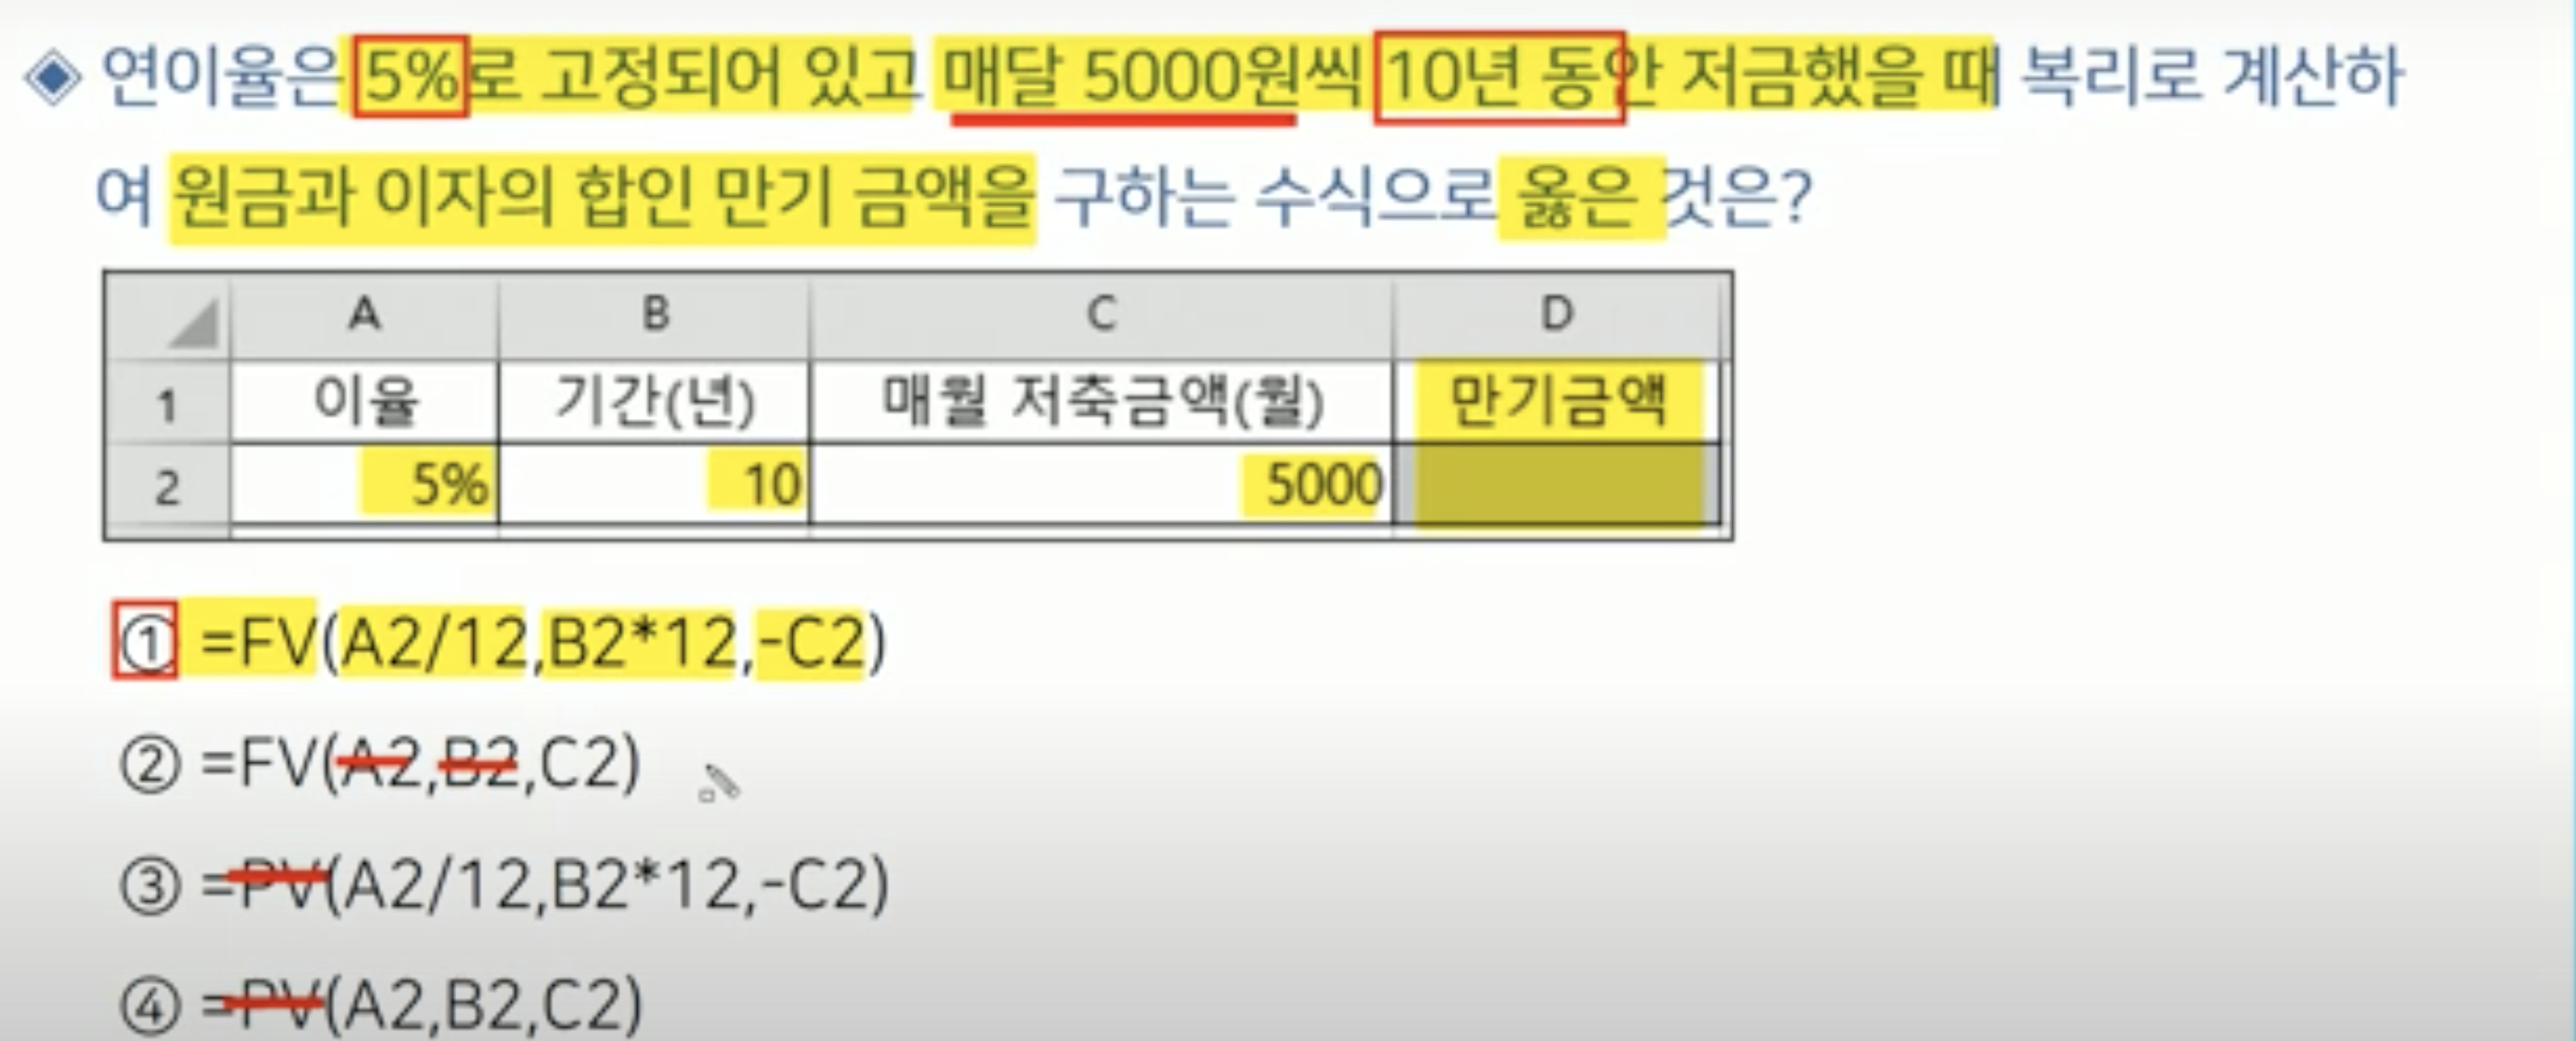 ◈ 연이율은 5%로 고정되어 있고 매달 5000원씩 10년 동안 저금했을 때 복리로 계산하
여 원금과 이자의 합인 만기 금액을 구하는 수식으로 옳은 것은?
A B C D
1 이율 기간(년) 매월 저축금액(월) 만기금액
2 5% 10 5000
① =FV(A2/12,B2*12,-C2)
② =FV(A2,B2,C2)
③ =PV(A2/12,B2*12,-C2)
④ =PV(A2,B2,C2)